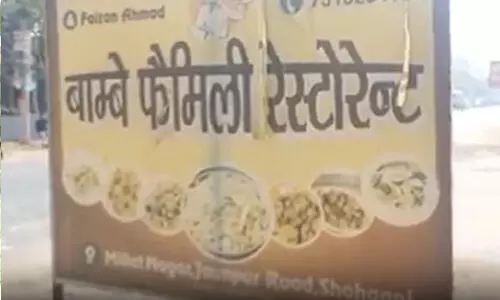 Faizan Ahmad
बाम्बे फैमिली रेस्टोरेन्ट
Millat Nagar, Jaunpur Road, Shahganj